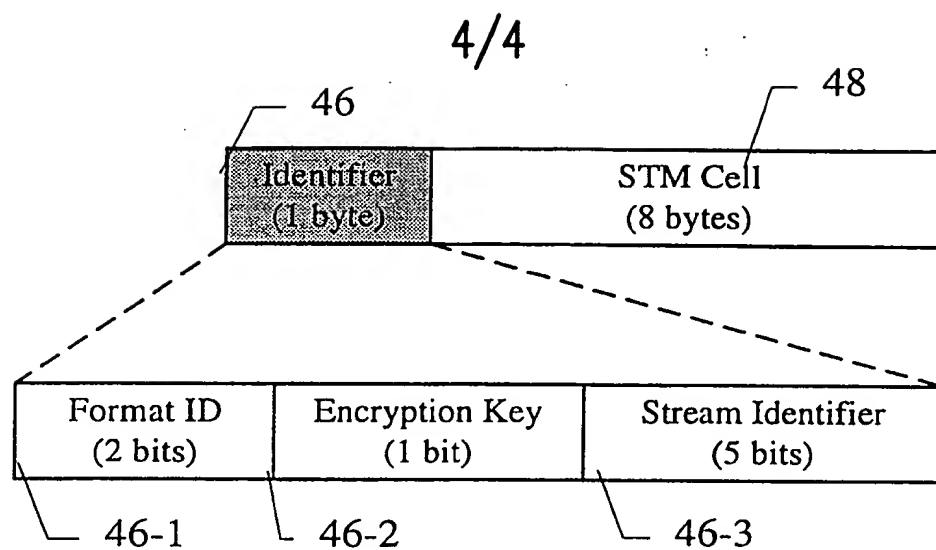 4/4
46
48
Identifier
(1 byte)
STM Cell
(8 bytes)
Format ID
(2 bits)
Encryption Key
(1 bit)
Stream Identifier
(5 bits)
46-1
46-2
46-3